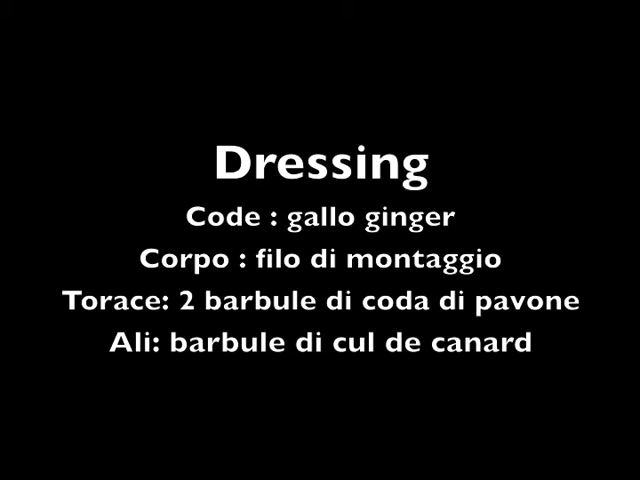 Dressing
Code : gallo ginger
Corpo : filo di montaggio
Torace: 2 barbule di coda di pavone
Ali: barbule di cul de canard